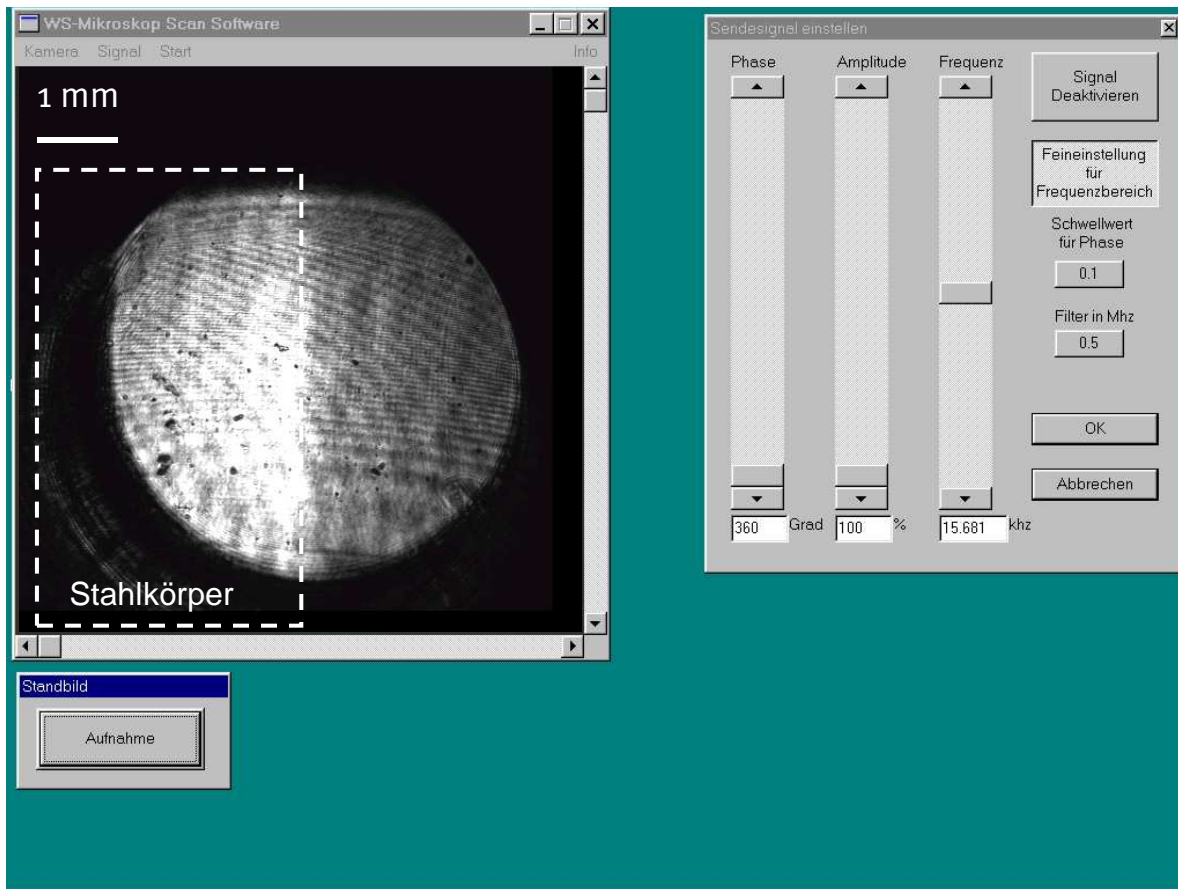 WS-Mikroskop Scan Software
Kamera Signal Start Info
1 mm
Stahlkörper
Standbild
Aufnahme
Sendesignal einstellen
Phase Amplitude Frequenz
360 Grad 100 % 15.681 khz
Signal
Deaktivieren
Feineinstellung
für
Frequenzbereich
Schwellwert
für Phase
0.1
Filter in Mhz
0.5
OK
Abbrechen